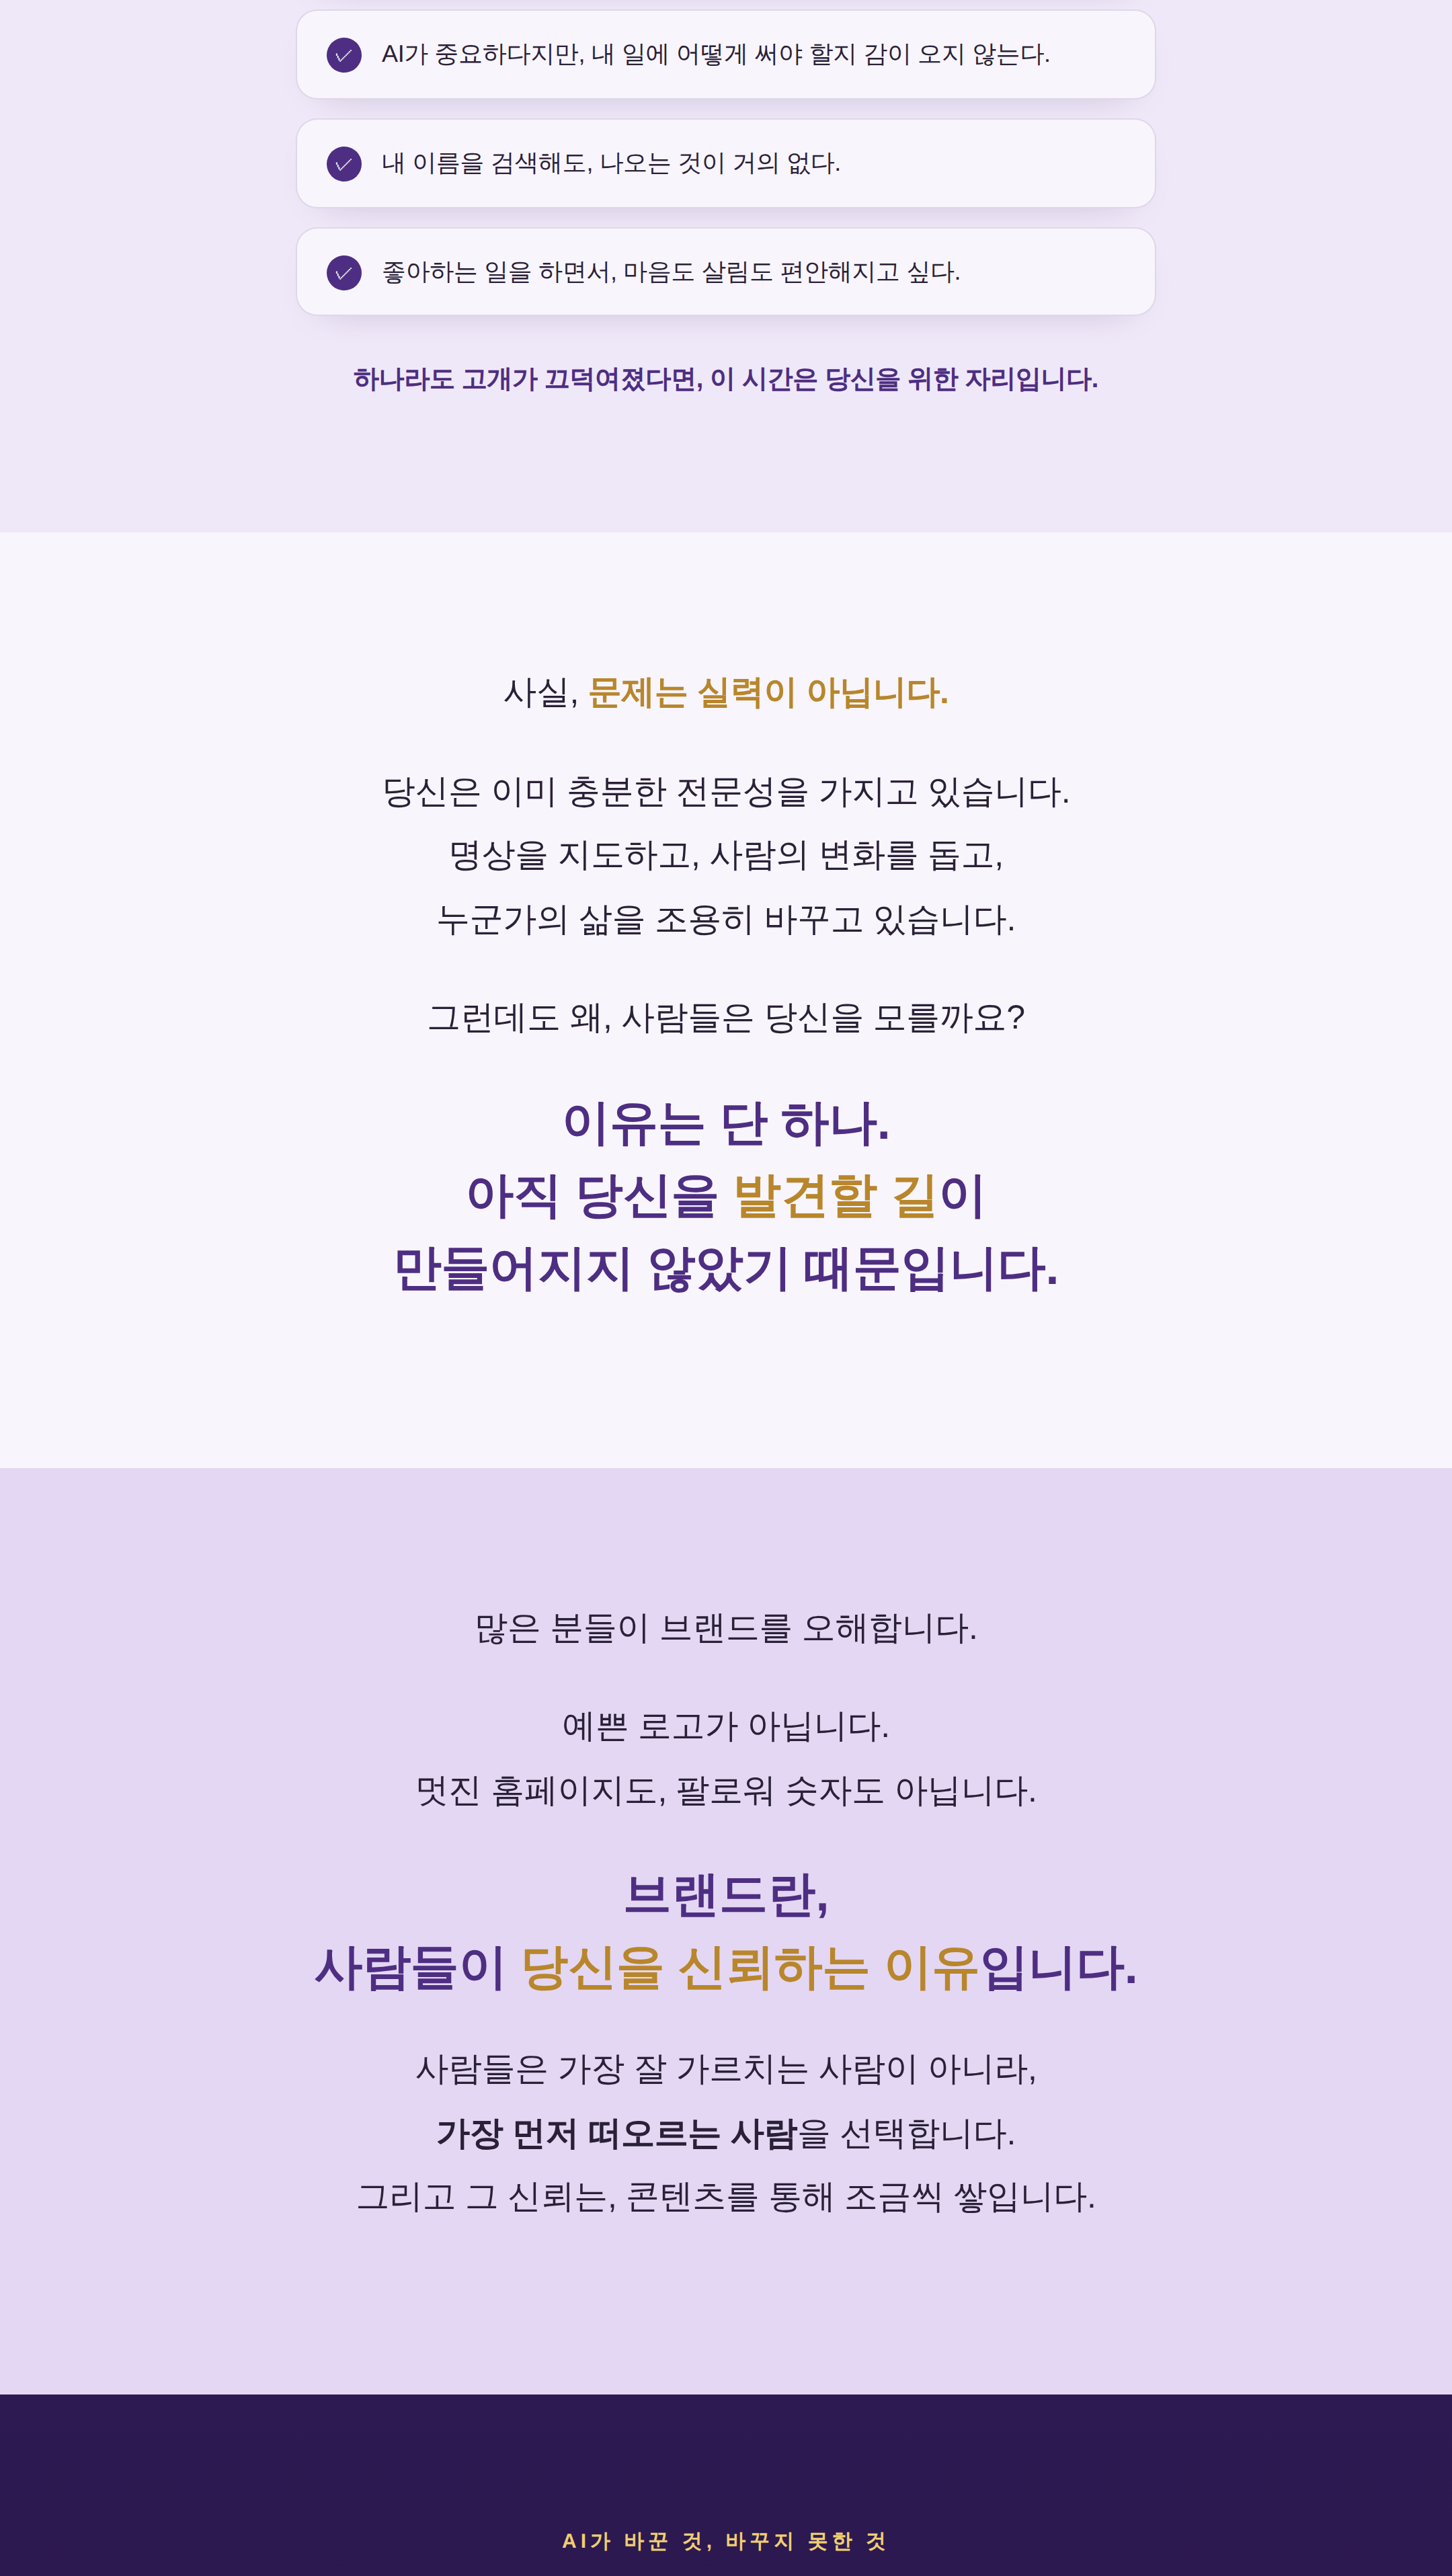 AI가 중요하다지만, 내 일에 어떻게 써야 할지 감이 오지 않는다.
내 이름을 검색해도, 나오는 것이 거의 없다.
좋아하는 일을 하면서, 마음도 살림도 편안해지고 싶다.
하나라도 고개가 끄덕여졌다면, 이 시간은 당신을 위한 자리입니다.
사실, 문제는 실력이 아닙니다.
당신은 이미 충분한 전문성을 가지고 있습니다.
명상을 지도하고, 사람의 변화를 돕고,
누군가의 삶을 조용히 바꾸고 있습니다.
그런데도 왜, 사람들은 당신을 모를까요?
이유는 단 하나.
아직 당신을 발견할 길이
만들어지지 않았기 때문입니다.
많은 분들이 브랜드를 오해합니다.
예쁜 로고가 아닙니다.
멋진 홈페이지도, 팔로워 숫자도 아닙니다.
브랜드란,
사람들이 당신을 신뢰하는 이유입니다.
사람들은 가장 잘 가르치는 사람이 아니라,
가장 먼저 떠오르는 사람을 선택합니다.
그리고 그 신뢰는, 콘텐츠를 통해 조금씩 쌓입니다.
AI가 바꾼 것, 바꾸지 못한 것